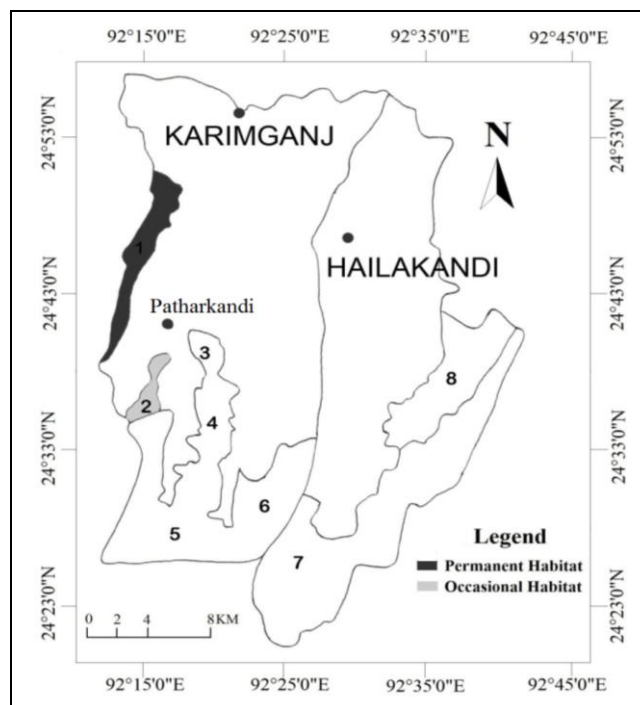 92°15'0"E 92°25'0"E 92°35'0"E 92°45'0"E
24°53'0"N
24°53'0"N
KARIMGANJ
N
1
HAILAKANDI
24°43'0"N
24°43'0"N
Patharkandi
3
8
2
4
24°33'0"N
24°33'0"N
6
5
7
Legend
Permanent Habitat
Occasional Habitat
24°23'0"N
24°23'0"N
0 2 4 8 KM
92°15'0"E 92°25'0"E 92°35'0"E 92°45'0"E